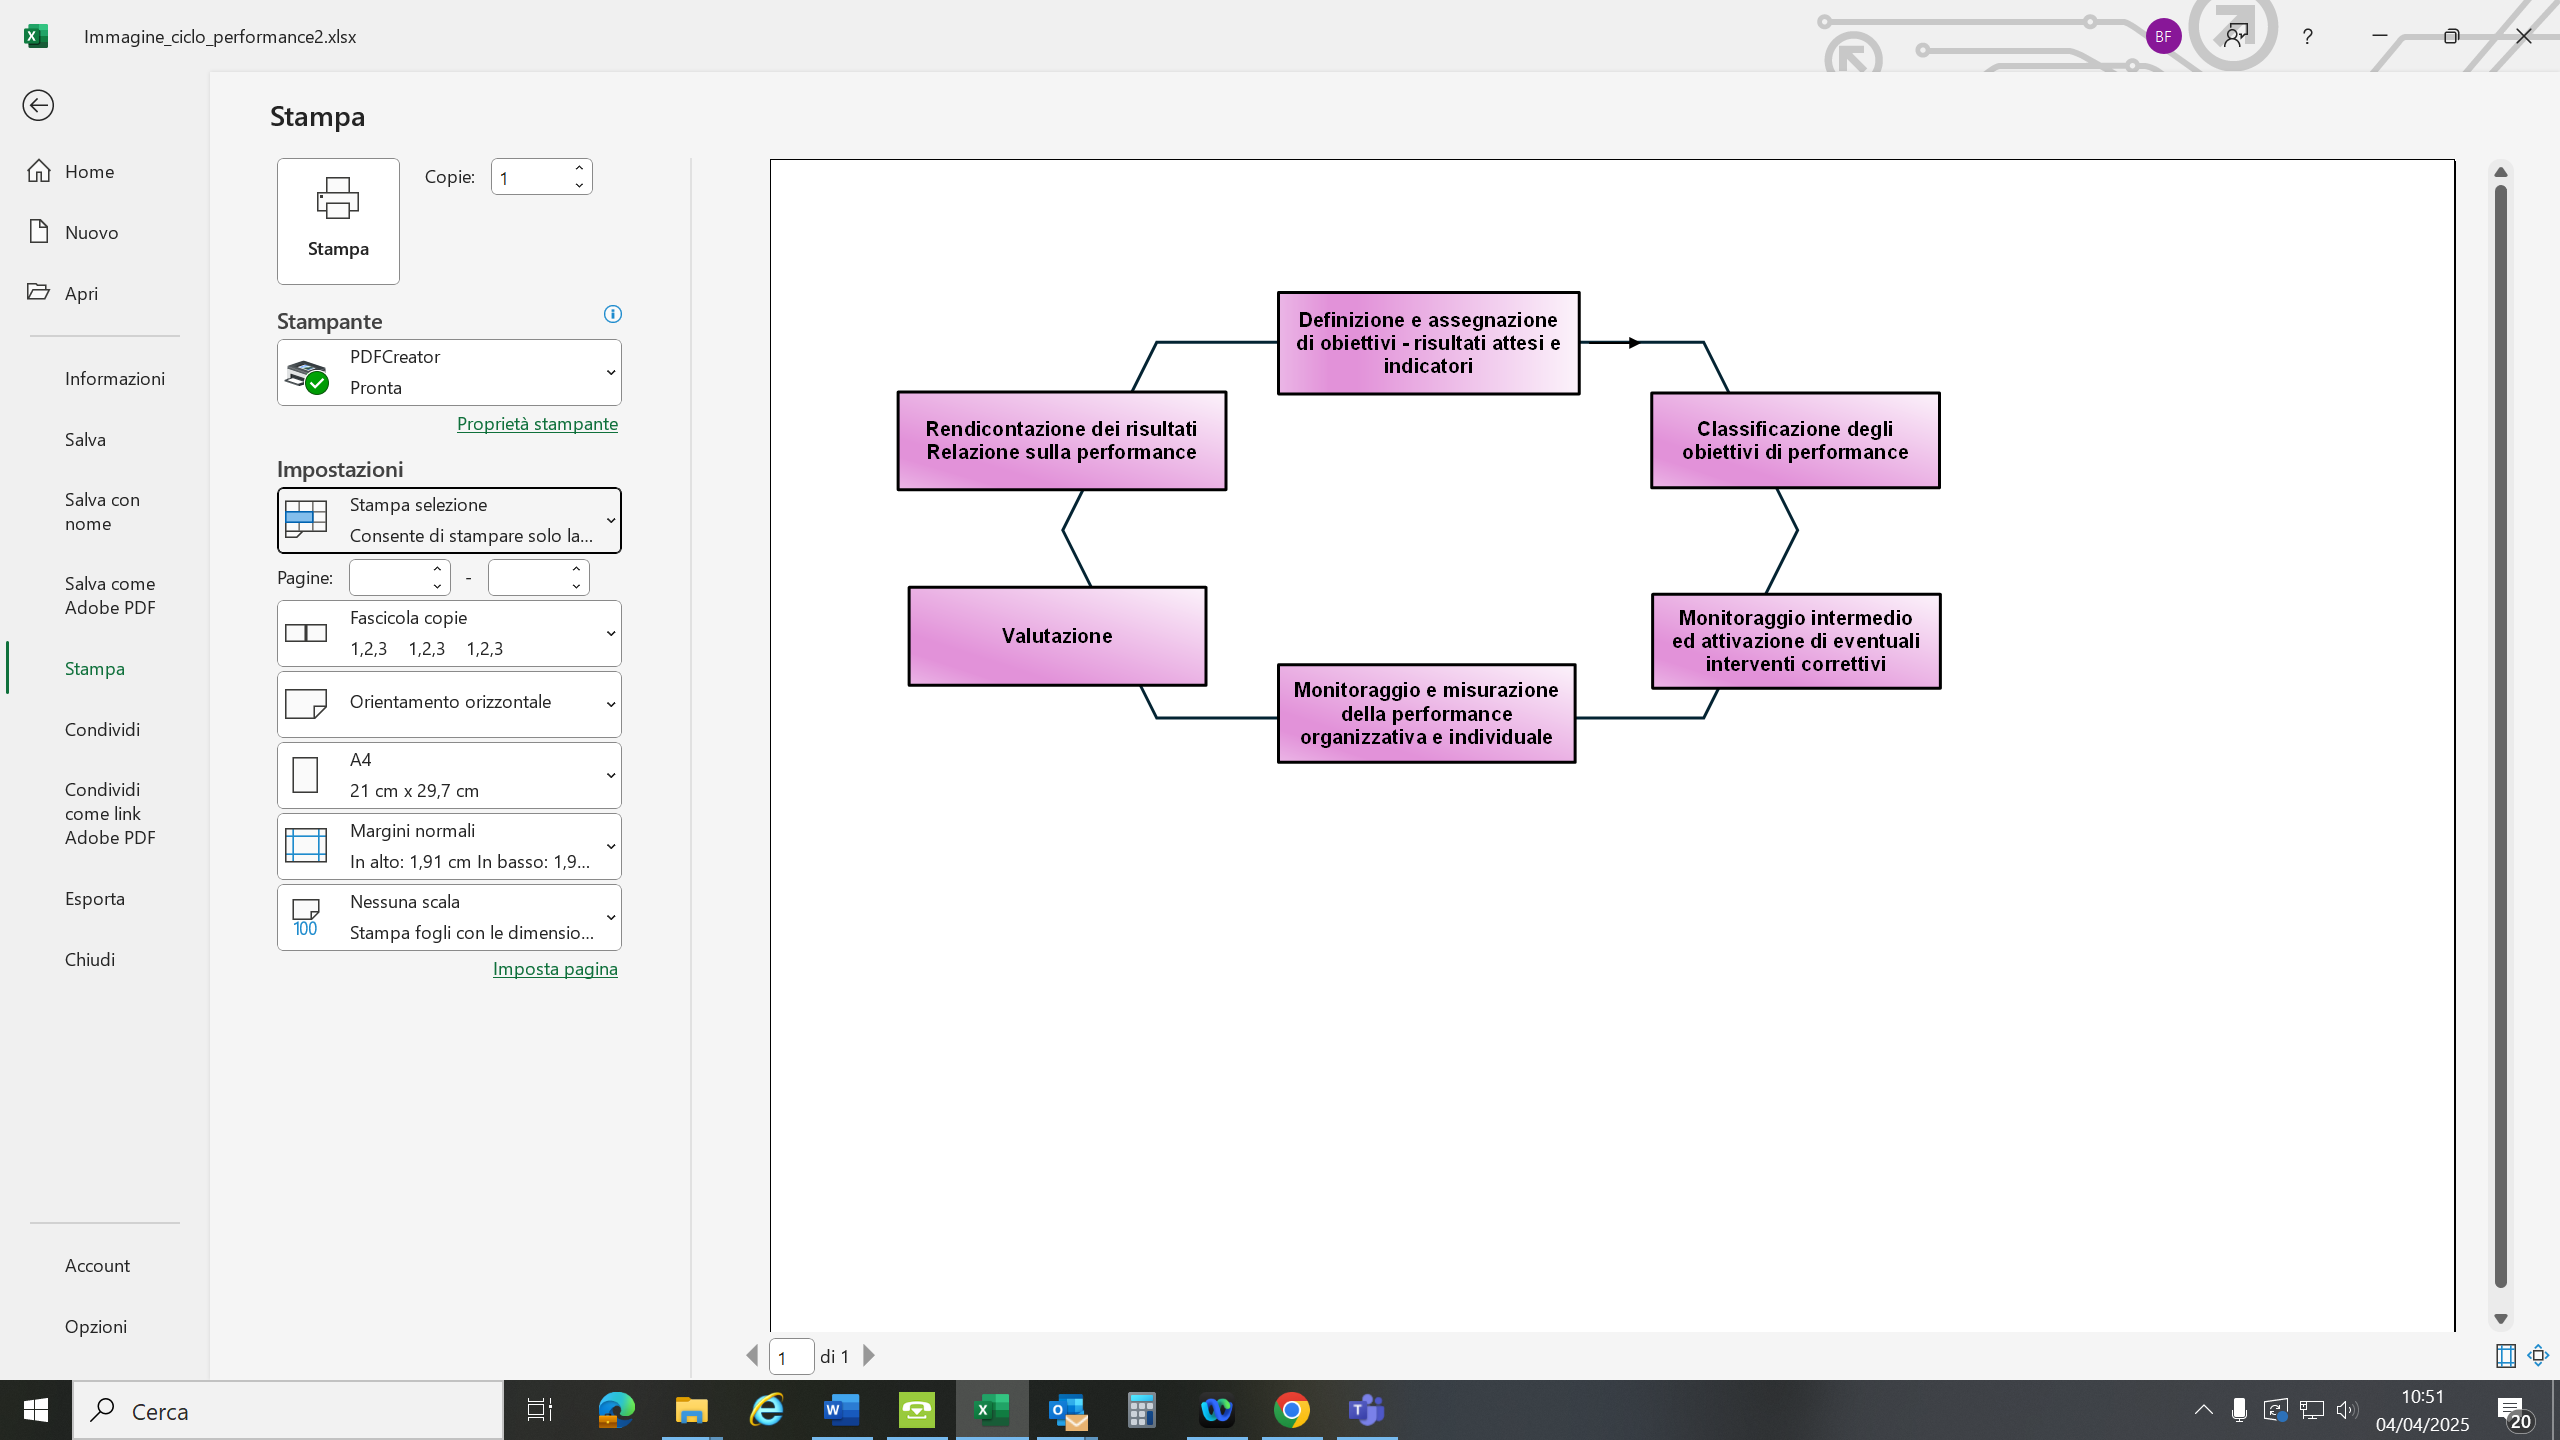 Immagine_ciclo_performance2.xlsx
BF
?
Stampa
Home
Nuovo
Apri
Informazioni
Salva
Salva con
nome
Salva come
Adobe PDF
Stampa
Condividi
Condividi
come link
Adobe PDF
Esporta
Chiudi
Account
Opzioni
Stampa
Copie: 1
Stampante
PDFCreator
Pronta
Proprietà stampante
Impostazioni
Stampa selezione
Consente di stampare solo la...
Pagine: -
Fascicola copie
1,2,3 1,2,3 1,2,3
Orientamento orizzontale
A4
21 cm x 29,7 cm
Margini normali
In alto: 1,91 cm In basso: 1,9...
Nessuna scala
100
Stampa fogli con le dimensio...
Imposta pagina
Definizione e assegnazione
di obiettivi - risultati attesi e
indicatori
Rendicontazione dei risultati
Relazione sulla performance
Classificazione degli
obiettivi di performance
Valutazione
Monitoraggio intermedio
ed attivazione di eventuali
interventi correttivi
Monitoraggio e misurazione
della performance
organizzativa e individuale
1 di 1
Cerca
10:51
04/04/2025
20